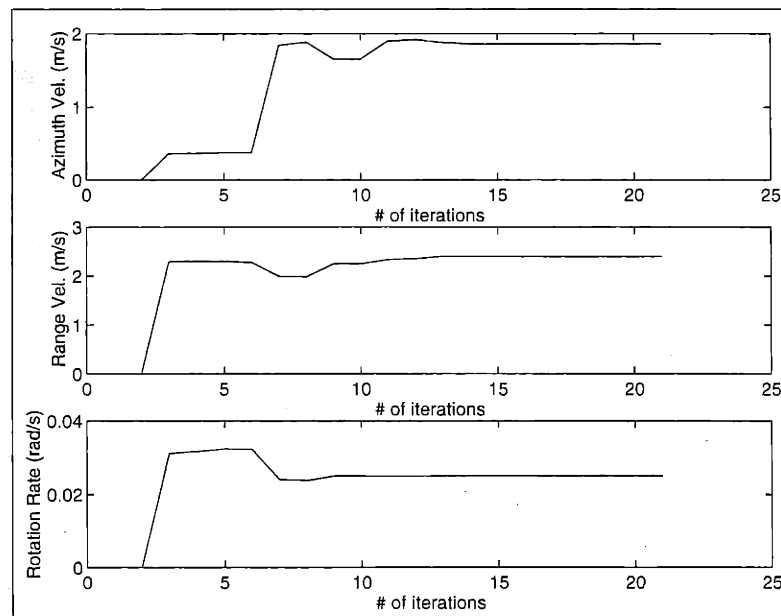 2
1
0
Azimuth Vel. (m/s)
0 5 10 15 20 25
# of iterations
3
2
1
0
Range Vel. (m/s)
0 5 10 15 20 25
# of iterations
0.04
0.02
0
Rotation Rate (rad/s)
0 5 10 15 20 25
# of iterations